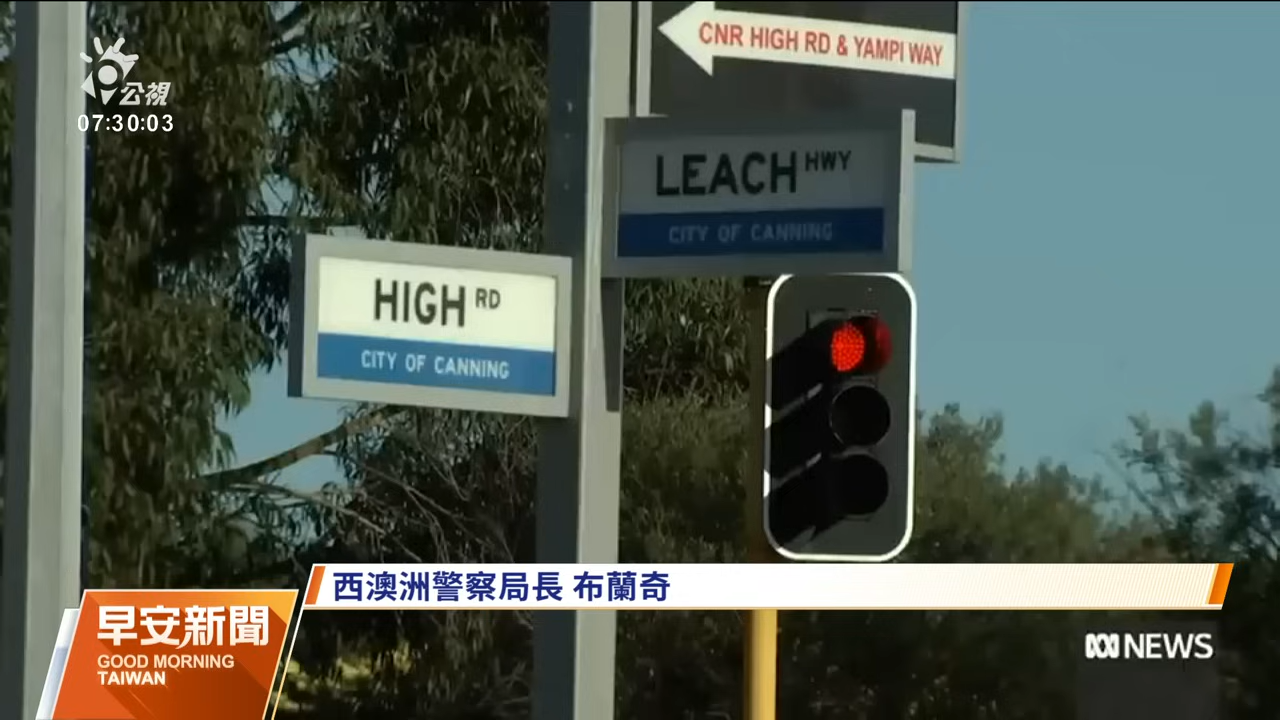 公視
07:30:03
CNR HIGH RD & YAMPI WAY
LEACH HWY
CITY OF CANNING
HIGH RD
CITY OF CANNING
西澳洲警察局長 布蘭奇
早安新聞
GOOD MORNING
TAIWAN
NEWS